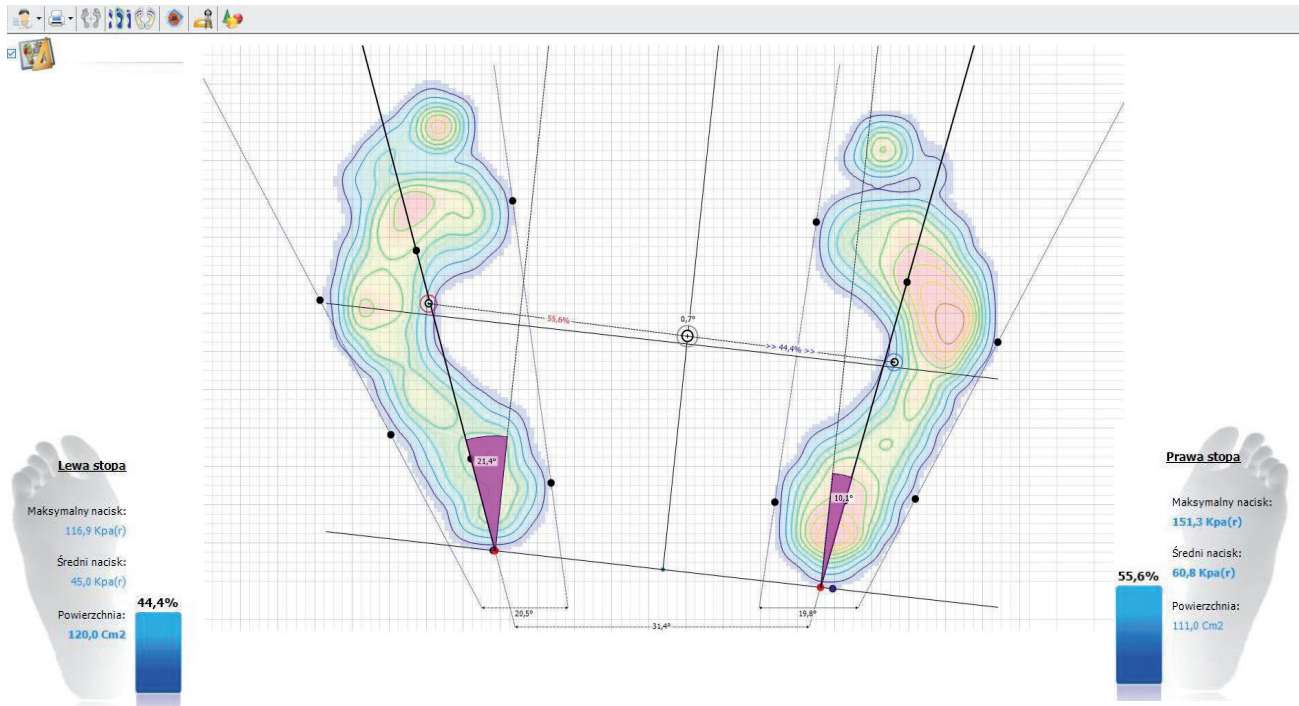 0,7°
55,6%
>> 44,4% >>
21,4°
10,1°
20,5°
19,8°
31,4°
Lewa stopa
Maksymalny nacisk:
116,9 Kpa(r)
Średni nacisk:
45,0 Kpa(r)
Powierzchnia:
120,0 Cm2
44,4%
Prawa stopa
Maksymalny nacisk:
151,3 Kpa(r)
Średni nacisk:
60,8 Kpa(r)
Powierzchnia:
111,0 Cm2
55,6%